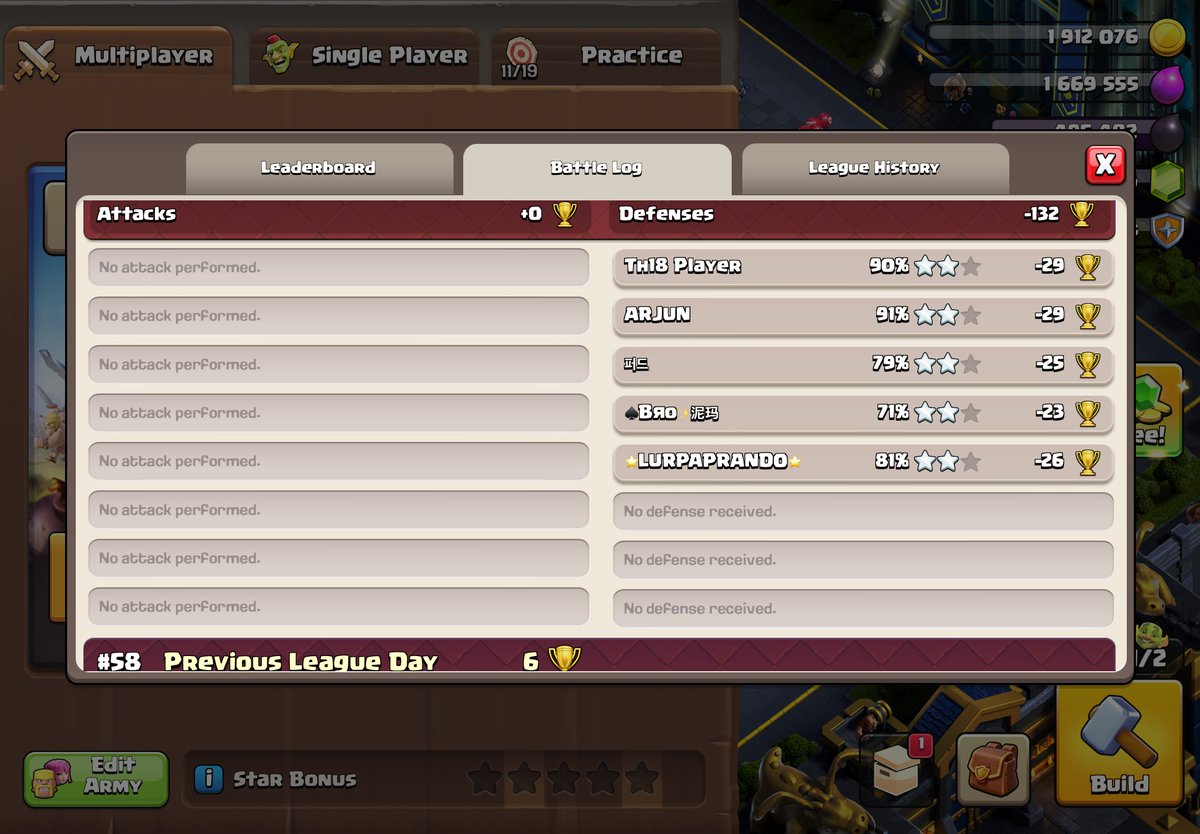 Multiplayer
Single Player
11/19
Practice
1 912 076
1 669 555
Leaderboard
Battle Log
League History
X
Attacks +0
Defenses -132
No attack performed.
TH18 Player 90% -29
No attack performed.
ARJUN 91% -29
No attack performed.
퍼드 79% -25
No attack performed.
♠Bяo 泥玛 71% -23
No attack performed.
⭐LURPAPRANDO⭐ 81% -26
No attack performed.
No defense received.
No attack performed.
No defense received.
No attack performed.
No defense received.
#58 Previous League Day 6
Edit
Army
i
Star Bonus
1
Build